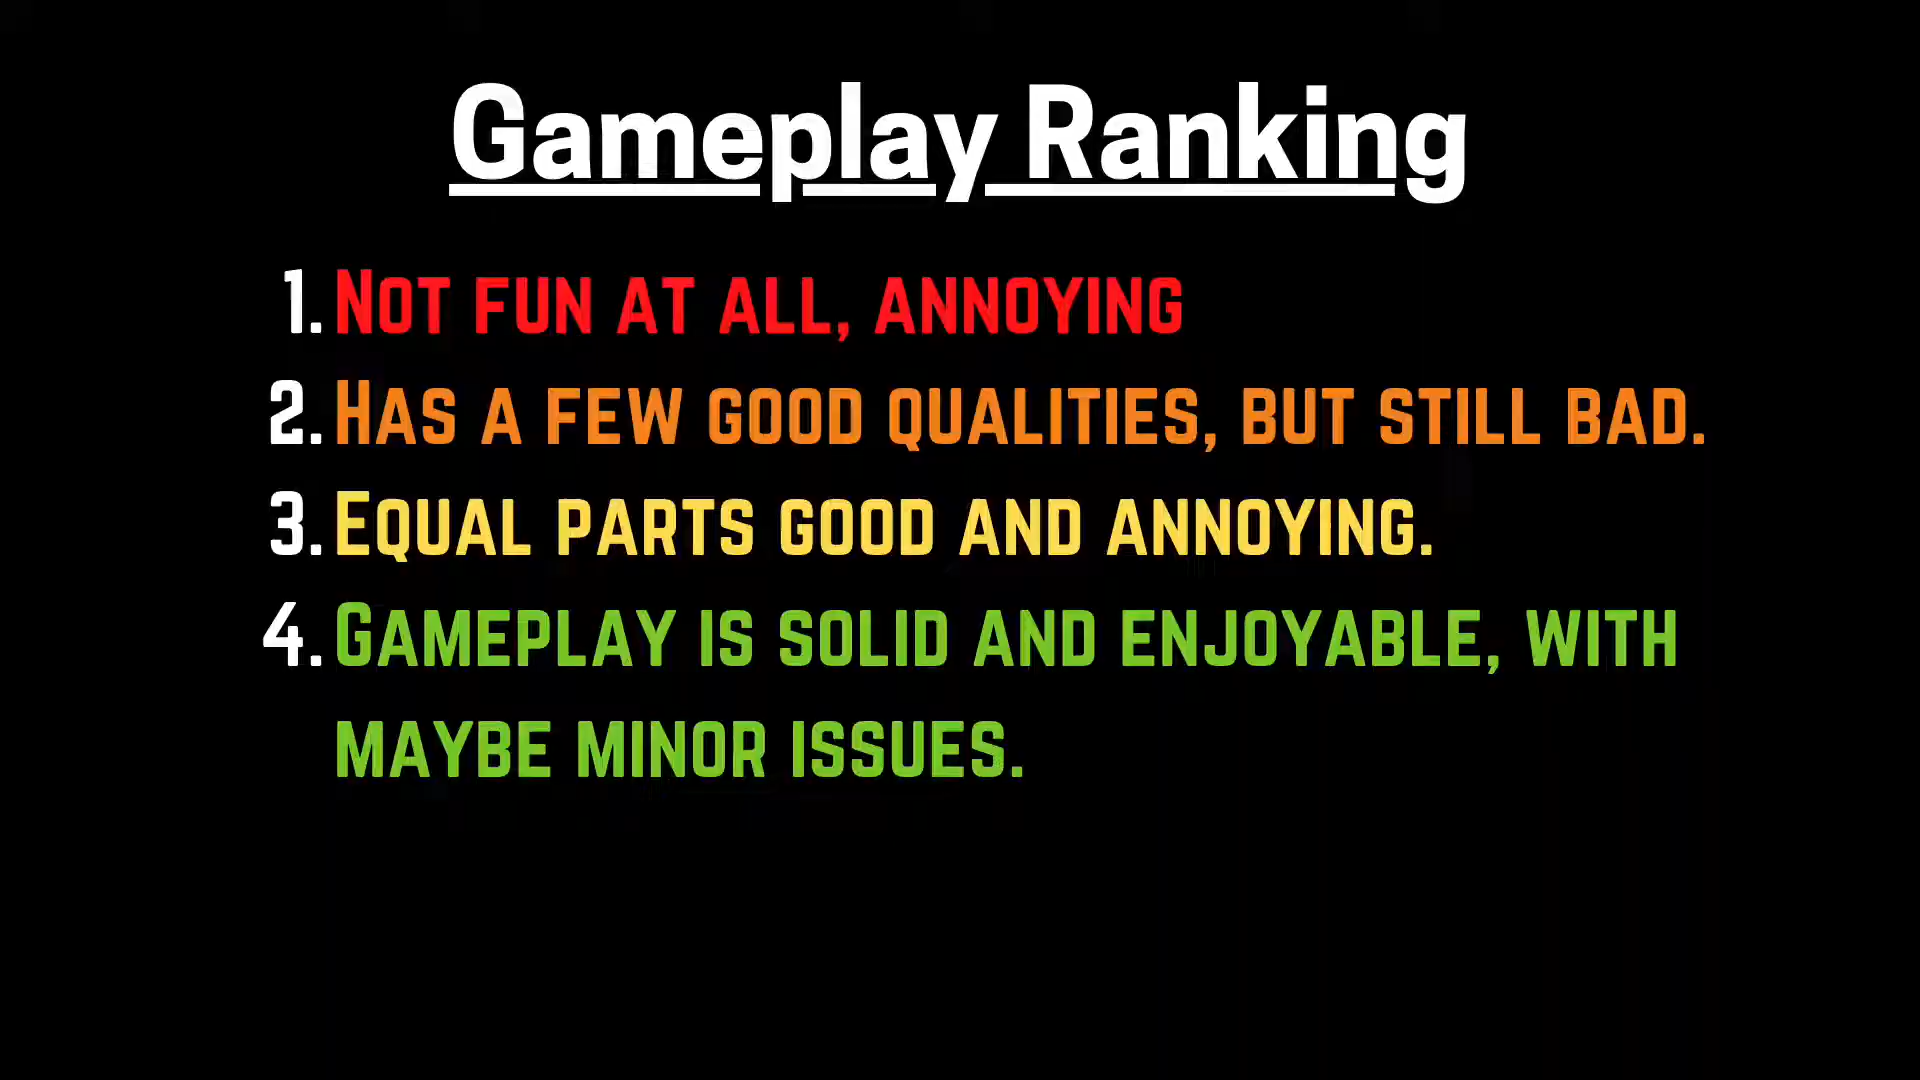 Gameplay Ranking
1. Not fun at all, annoying
2. Has a few good qualities, but still bad.
3. Equal parts good and annoying.
4. Gameplay is solid and enjoyable, with
maybe minor issues.